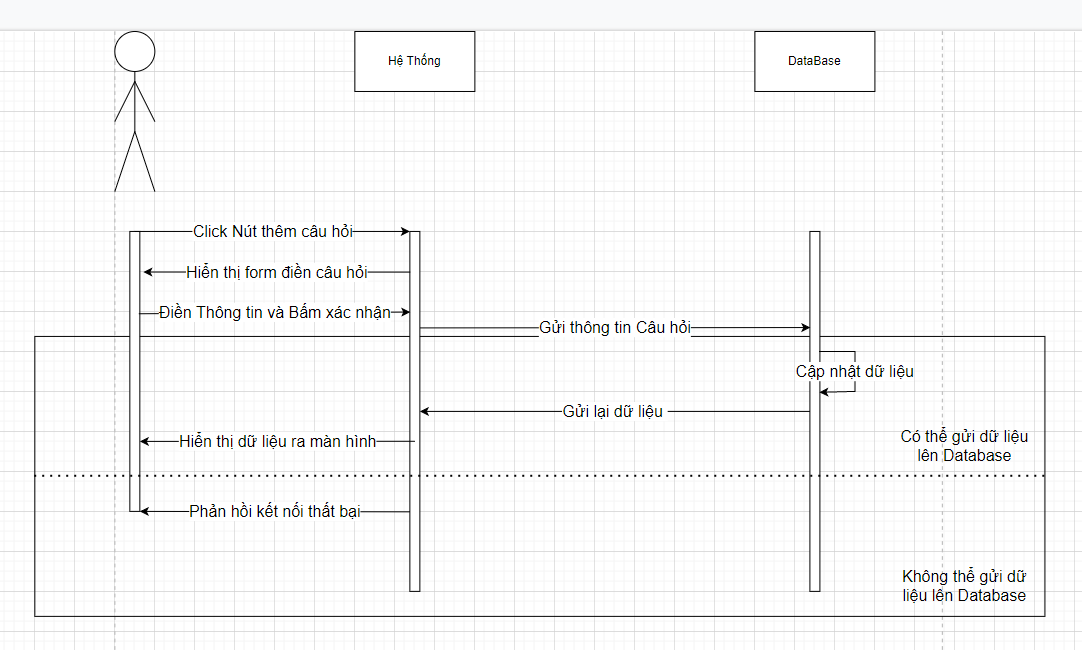 Hệ Thống
DataBase
Click Nút thêm câu hỏi
Hiển thị form điền câu hỏi
Điền Thông tin và Bấm xác nhận
Gửi thông tin Câu hỏi
Cập nhật dữ liệu
Gửi lại dữ liệu
Hiển thị dữ liệu ra màn hình
Có thể gửi dữ liệu
lên Database
Phản hồi kết nối thất bại
Không thể gửi dữ
liệu lên Database